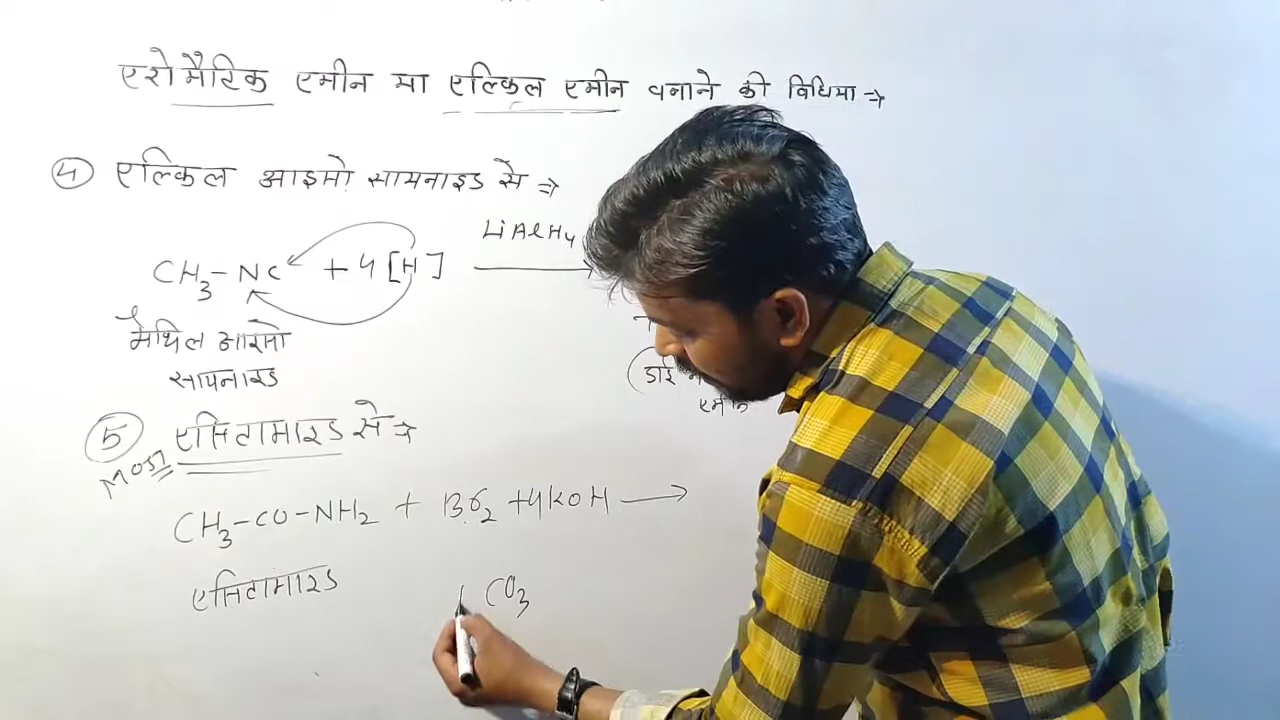 एरोमैटिक एमीन या एल्किल एमीन बनाने की विधिया ⇒
④ एल्किल आइसो सायनाइड से ⇒
LiAlH₄
CH₃-NC + 4[H] ⟶
मैथिल आइसो
सायनाइड
डाई
⑤ एसिटामाइड से ⇒
Most
CH₃-CO-NH₂ + Br₂ + 4KOH ⟶
एसिटामाइड
CO₃